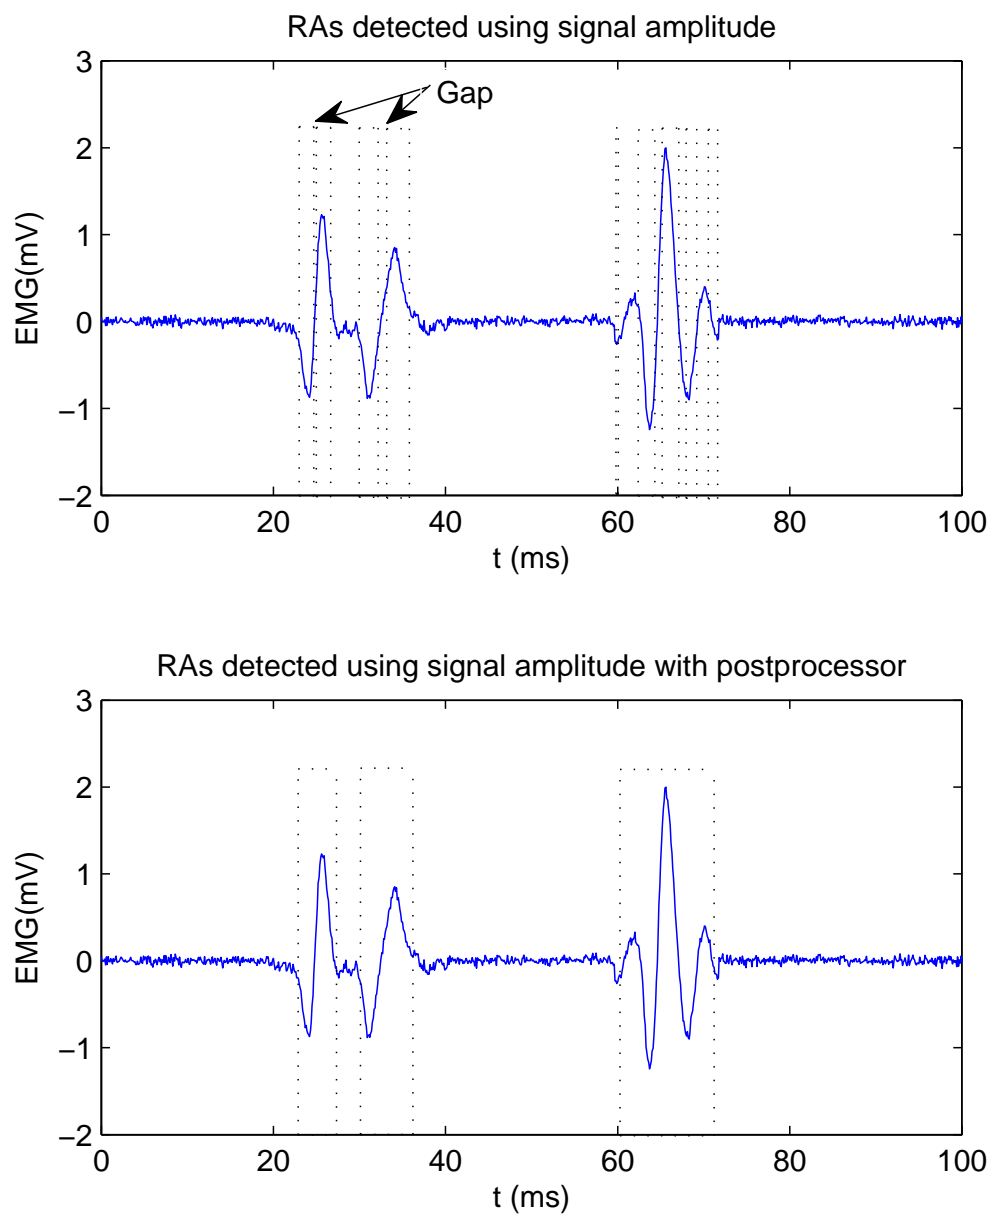 RAs detected using signal amplitude
3
Gap
2
1
EMG(mV)
0
−1
−2
0 20 40 60 80 100
t (ms)
RAs detected using signal amplitude with postprocessor
3
2
1
EMG(mV)
0
−1
−2
0 20 40 60 80 100
t (ms)